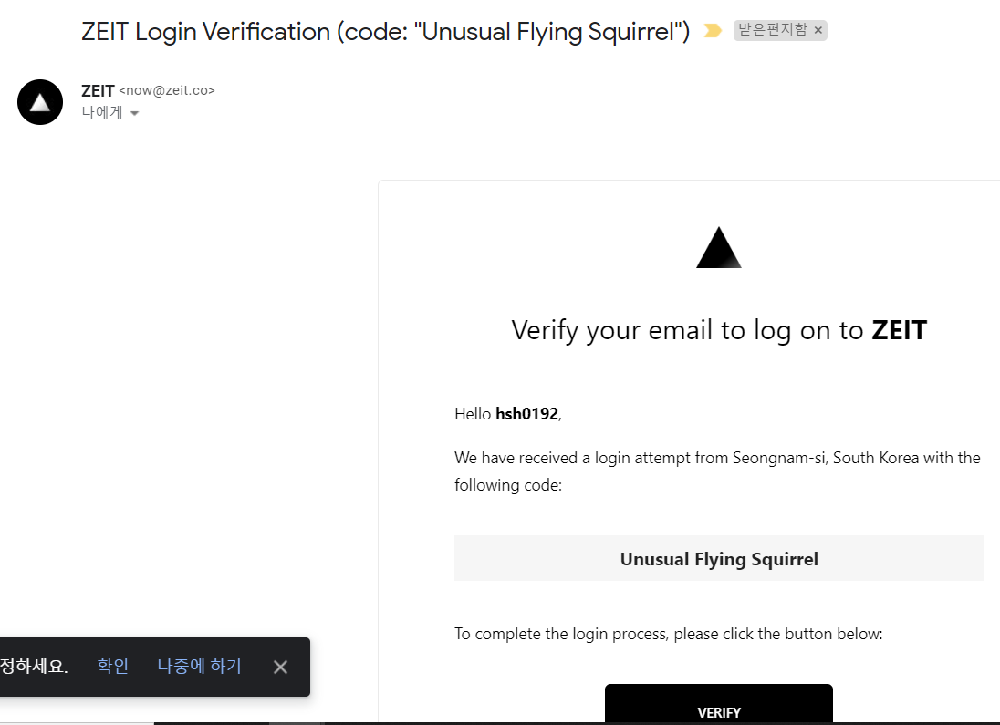 ZEIT Login Verification (code: "Unusual Flying Squirrel") 받은편지함 ×
ZEIT <now@zeit.co>
나에게
Verify your email to log on to ZEIT
Hello hsh0192,
We have received a login attempt from Seongnam-si, South Korea with the
following code:
Unusual Flying Squirrel
To complete the login process, please click the button below:
정하세요. 확인 나중에 하기 ×
VERIFY